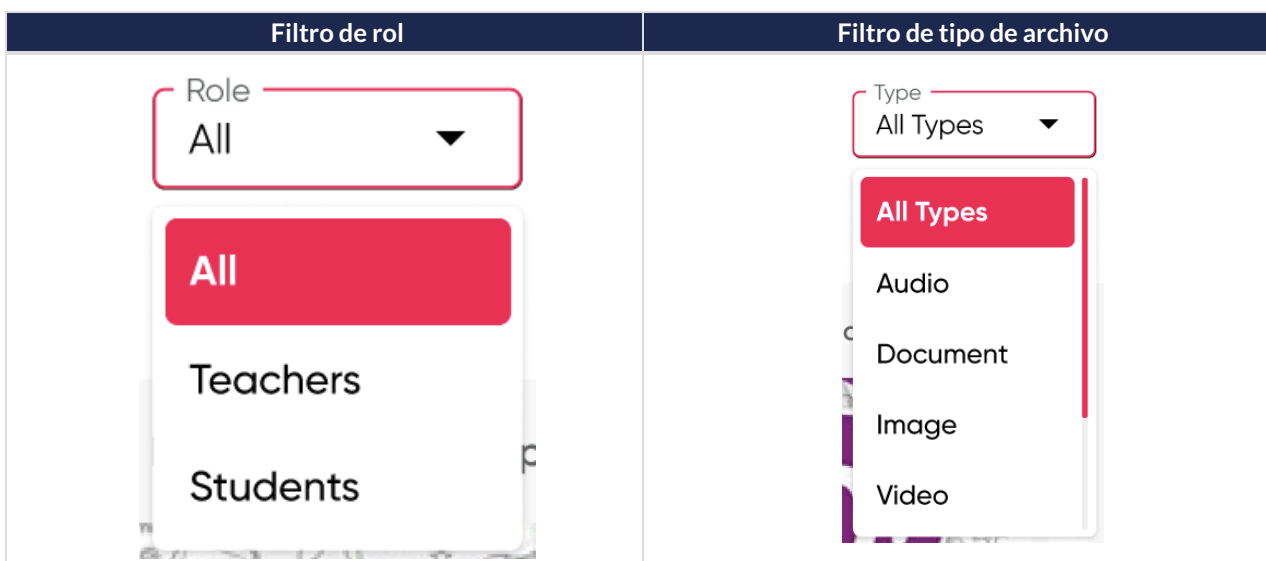 Filtro de rol
Filtro de tipo de archivo
Role
All
All
Teachers
Students
Type
All Types
All Types
Audio
Document
Image
Video